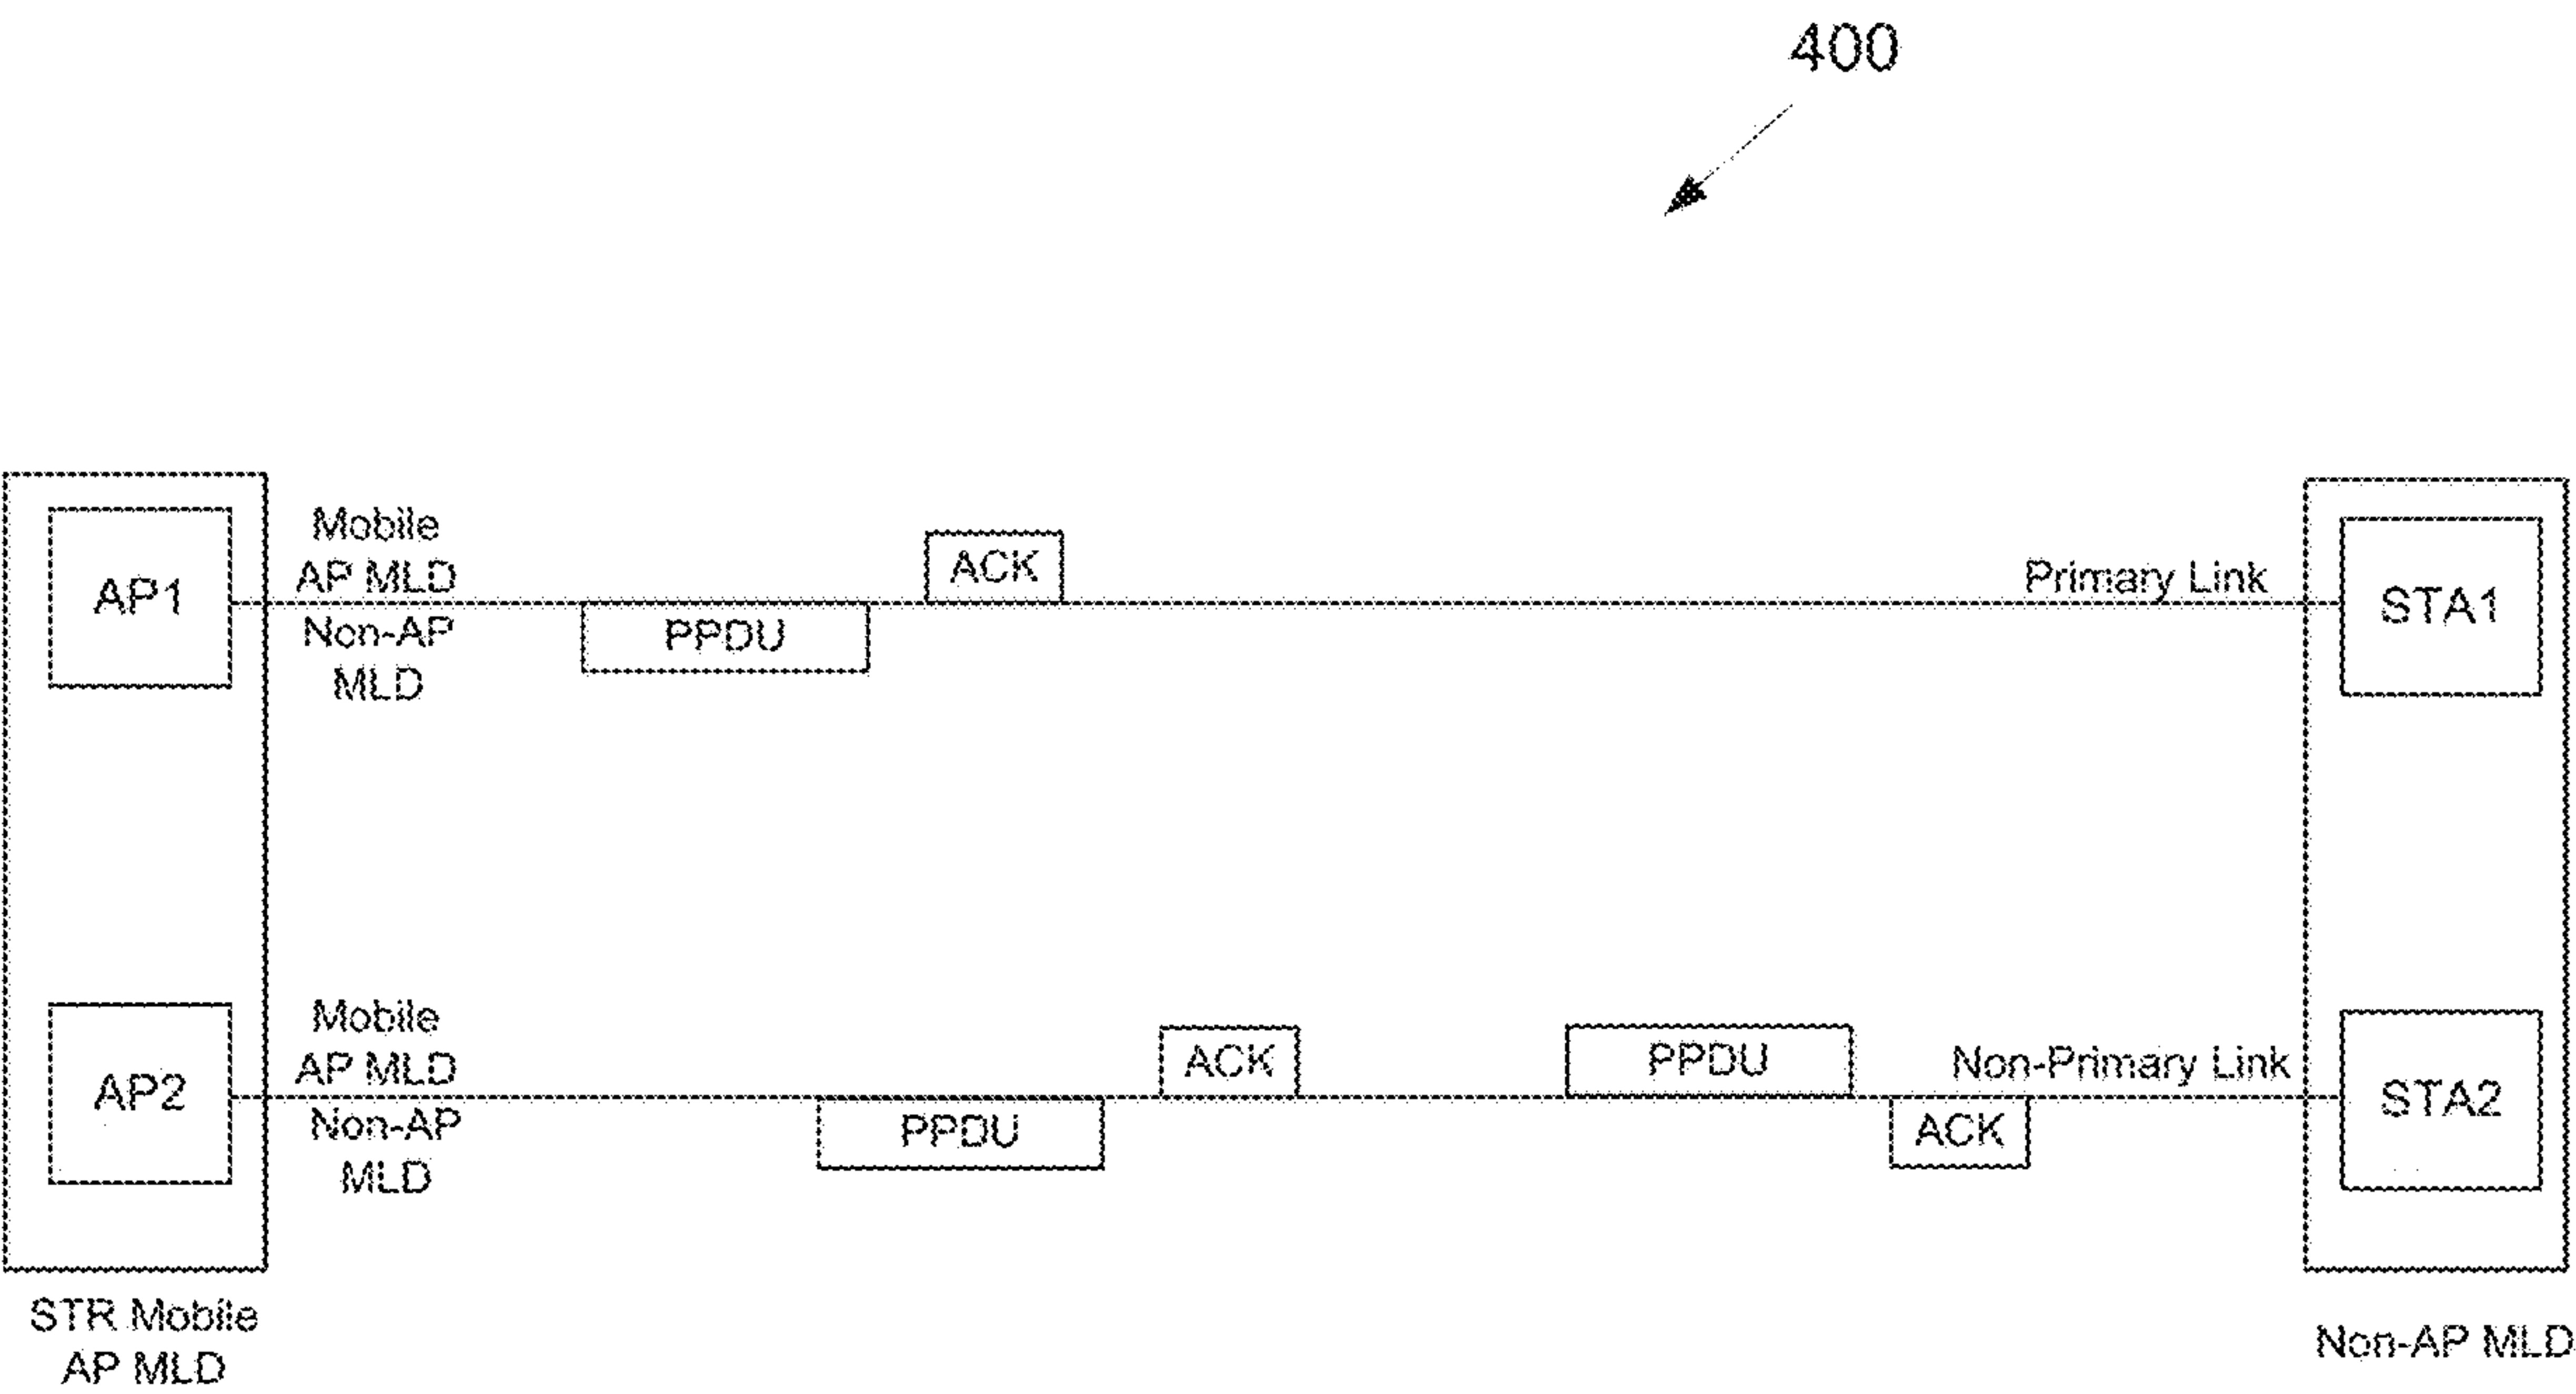 400
Mobile
AP MLD
ACK
AP1
Primary Link
STA1
Non-AP
MLD
PPDU
Mobile
AP MLD
ACK
PPDU
Non-Primary Link
AP2
STA2
Non-AP
MLD
PPDU
ACK
STR Mobile
AP MLD
Non-AP MLD